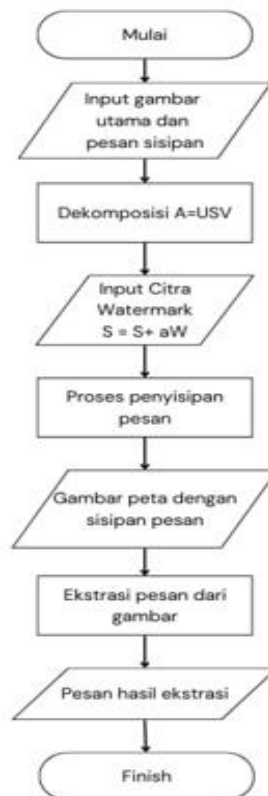 Mulai
Input gambar
utama dan
pesan sisipan
Dekomposisi A=USV
Input Citra
Watermark
S = S+ aW
Proses penyisipan
pesan
Gambar peta dengan
sisipan pesan
Ekstrasi pesan dari
gambar
Pesan hasil ekstrasi
Finish